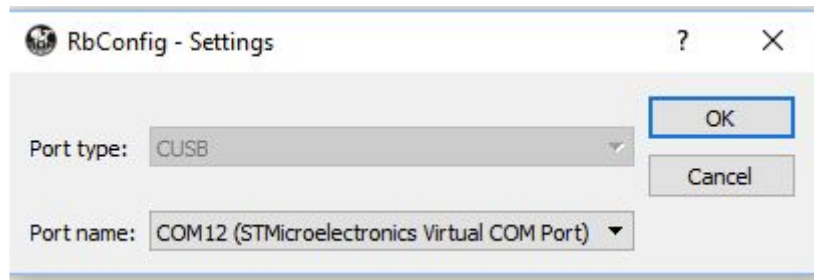 RbConfig - Settings ?
OK
Port type: CUSB
Cancel
Port name: COM12 (STMicroelectronics Virtual COM Port)